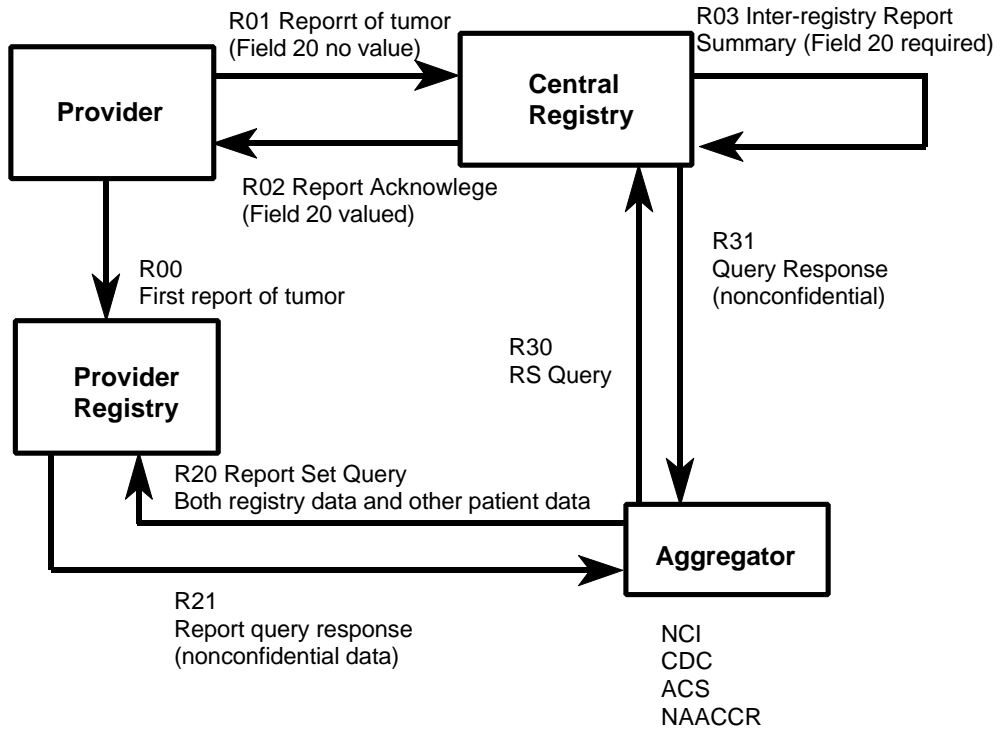 R01 Reporrt of tumor
(Field 20 no value)
R03 Inter-registry Report
Summary (Field 20 required)
Provider
Central
Registry
R02 Report Acknowlege
(Field 20 valued)
R00
First report of tumor
R31
Query Response
(nonconfidential)
R30
RS Query
Provider
Registry
R20 Report Set Query
Both registry data and other patient data
Aggregator
R21
Report query response
(nonconfidential data)
NCI
CDC
ACS
NAACCR